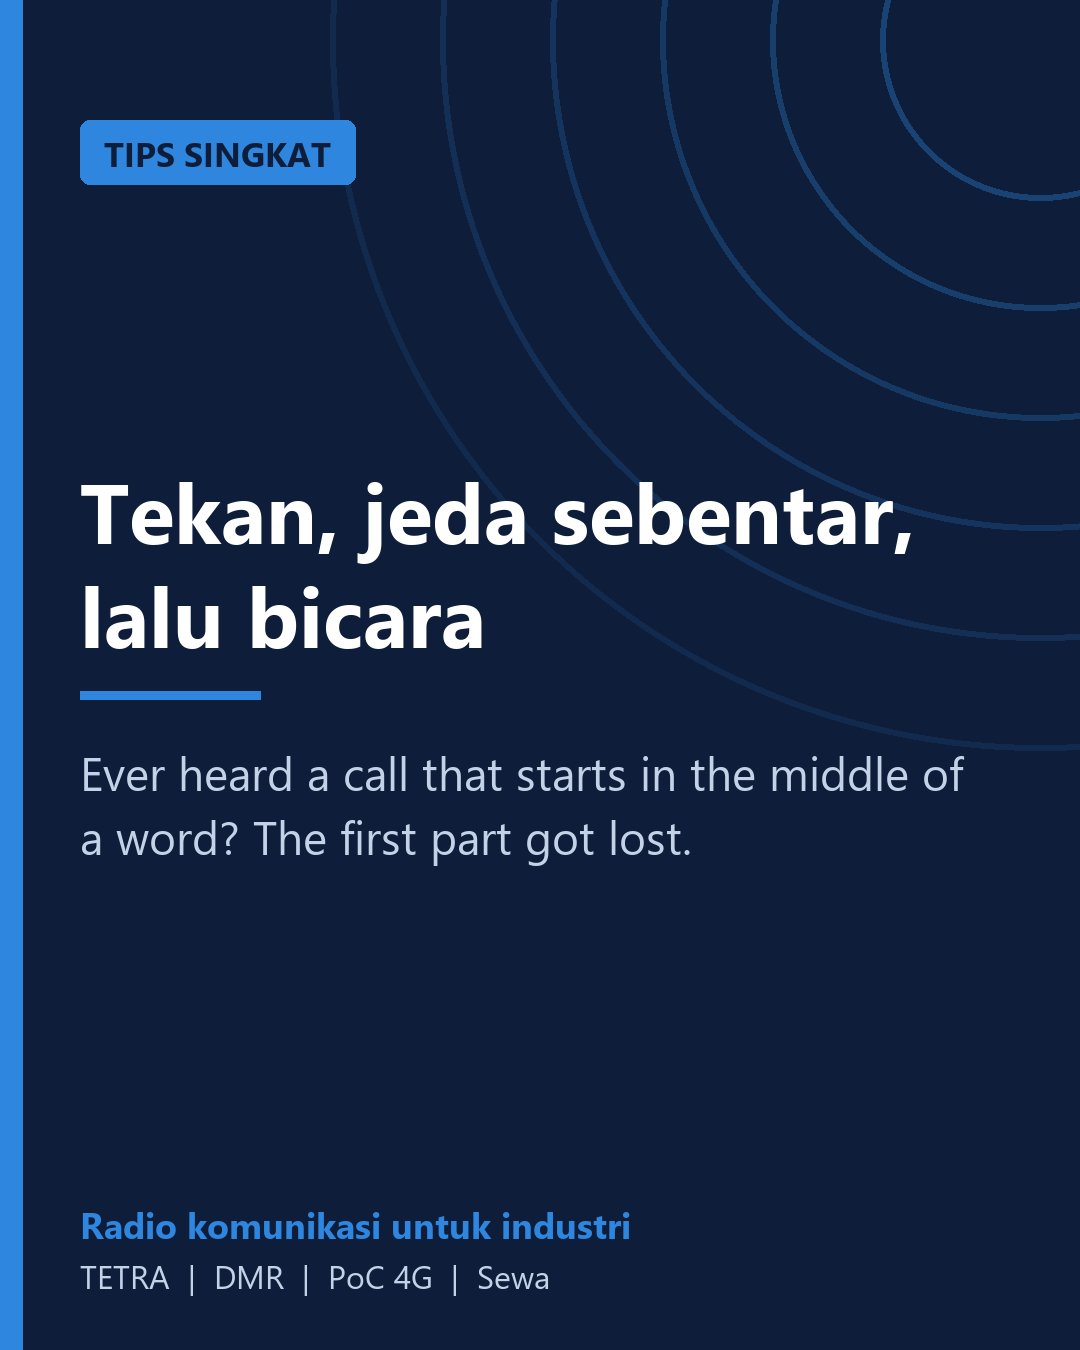 TIPS SINGKAT
Tekan, jeda sebentar,
lalu bicara
Ever heard a call that starts in the middle of
a word? The first part got lost.
Radio komunikasi untuk industri
TETRA | DMR | PoC 4G | Sewa